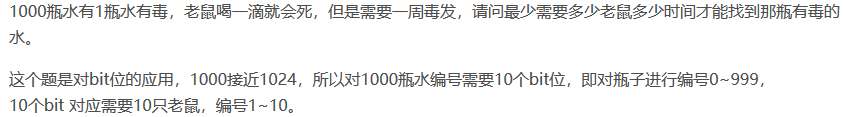 1000瓶水有1瓶水有毒，老鼠喝一滴就会死，但是需要一周毒发，请问最少需要多少老鼠多少时间才能找到那瓶有毒的
水。
这个题是对bit位的应用，1000接近1024，所以对1000瓶水编号需要10个bit位，即对瓶子进行编号0~999，
10个bit 对应需要10只老鼠，编号1~10。